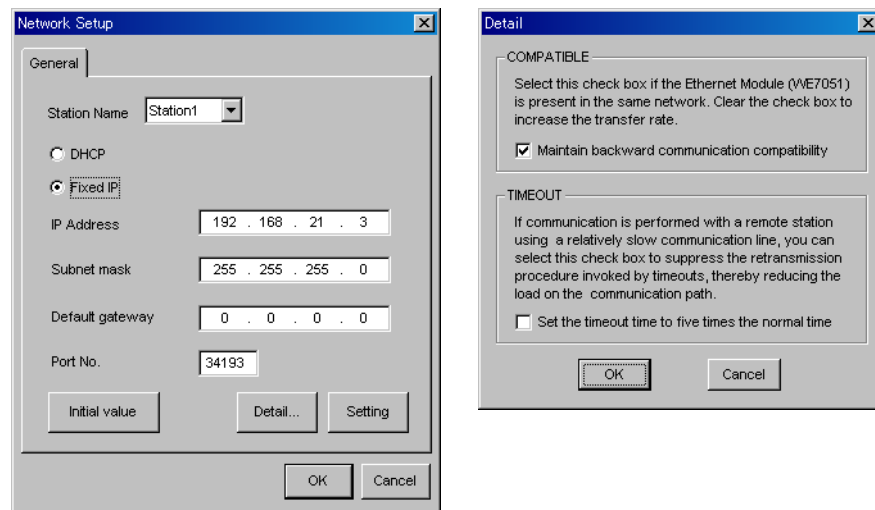 Network Setup
General
Station Name Station1
DHCP
Fixed IP
IP Address 192 . 168 . 21 . 3
Subnet mask 255 . 255 . 255 . 0
Default gateway 0 . 0 . 0 . 0
Port No. 34193
Initial value Detail... Setting
OK Cancel
Detail
COMPATIBLE
Select this check box if the Ethernet Module (WE7051)
is present in the same network. Clear the check box to
increase the transfer rate.
Maintain backward communication compatibility
TIMEOUT
If communication is performed with a remote station
using a relatively slow communication line, you can
select this check box to suppress the retransmission
procedure invoked by timeouts, thereby reducing the
load on the communication path.
Set the timeout time to five times the normal time
OK Cancel